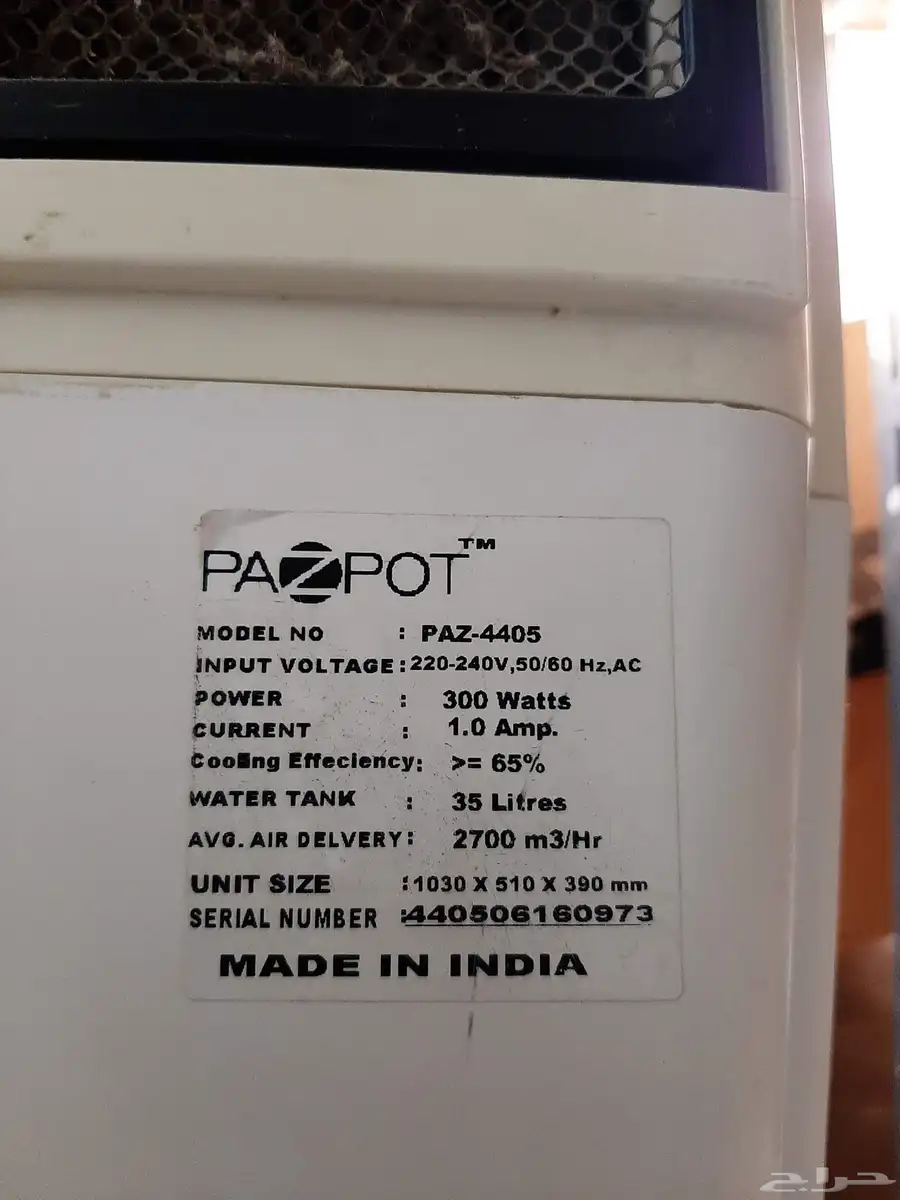 PAZPOT™
MODEL NO : PAZ-4405
INPUT VOLTAGE : 220-240V,50/60 Hz,AC
POWER : 300 Watts
CURRENT : 1.0 Amp.
Cooling Effeciency: >= 65%
WATER TANK : 35 Litres
AVG. AIR DELVERY : 2700 m3/Hr
UNIT SIZE : 1030 X 510 X 390 mm
SERIAL NUMBER : 440506160973
MADE IN INDIA
حراج